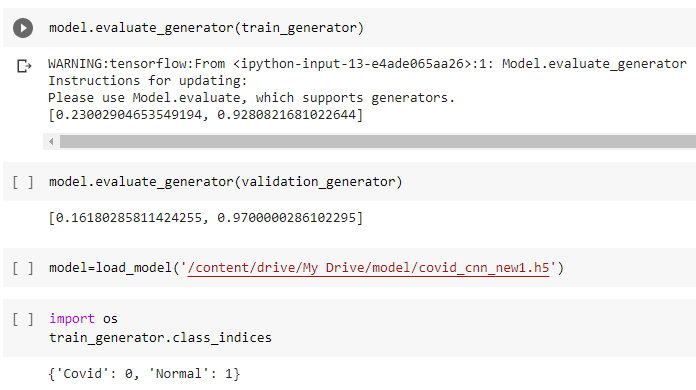 model.evaluate_generator(train_generator)
WARNING:tensorflow:From <ipython-input-13-e4ade065aa26>:1: Model.evaluate_generator
Instructions for updating:
Please use Model.evaluate, which supports generators.
[0.23002904653549194, 0.9280821681022644]
[ ] model.evaluate_generator(validation_generator)
[0.16180285811424255, 0.9700000286102295]
[ ] model=load_model('/content/drive/My Drive/model/covid_cnn_new1.h5')
[ ] import os
train_generator.class_indices
{'Covid': 0, 'Normal': 1}